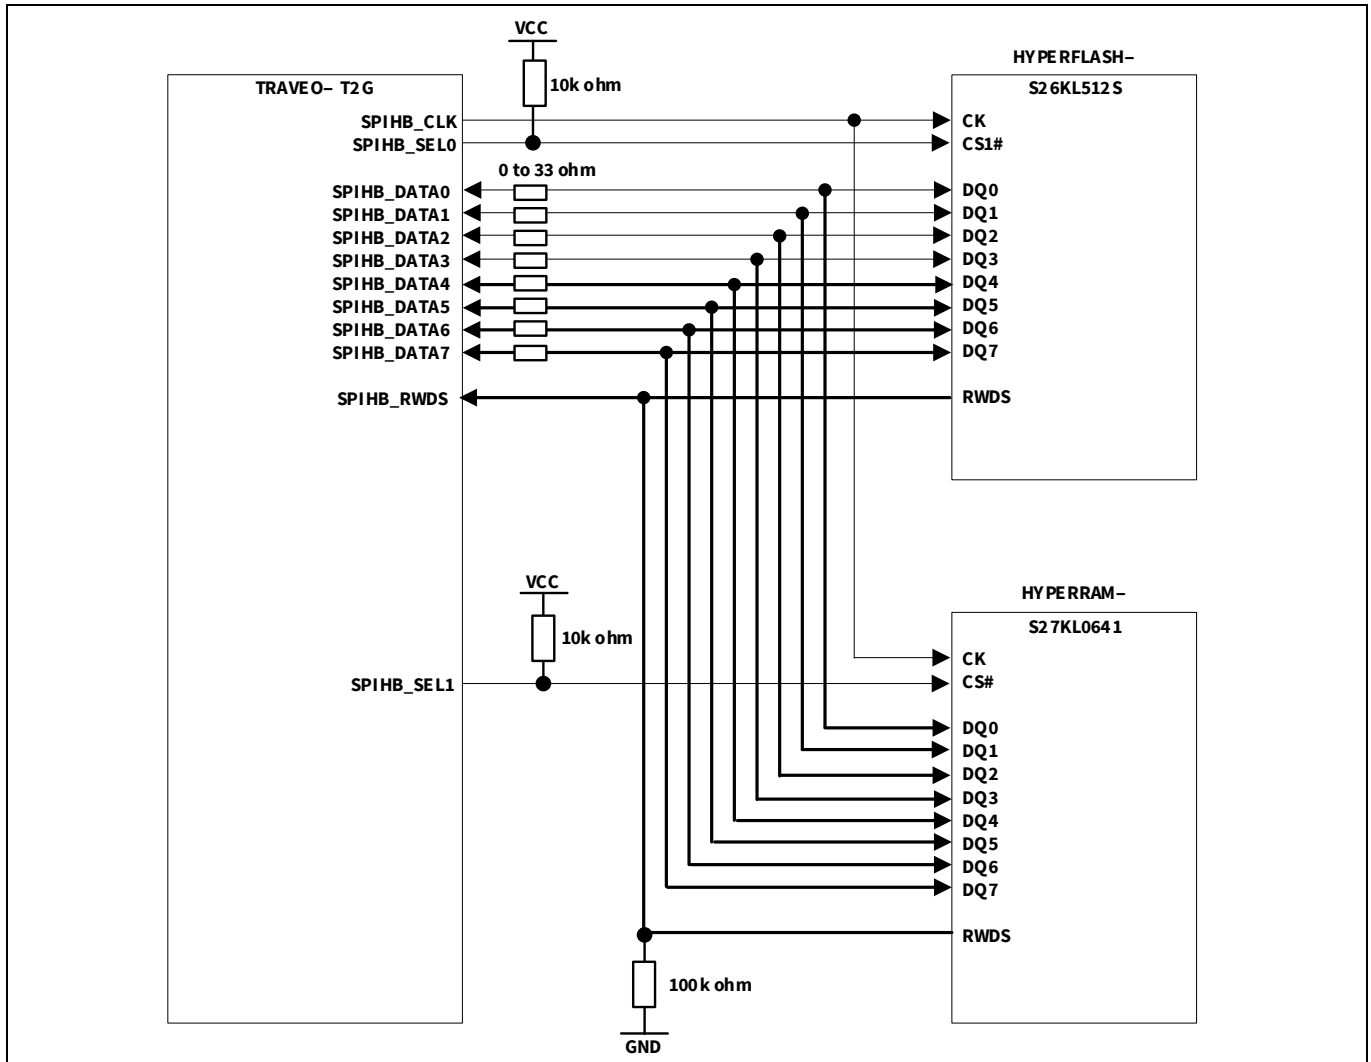 VCC
10k ohm
HYPERFLASH–
TRAVEO– T2G
S26KL512S
SPIHB_CLK
CK
SPIHB_SEL0
CS1#
0 to 33 ohm
SPIHB_DATA0
DQ0
SPIHB_DATA1
DQ1
SPIHB_DATA2
DQ2
SPIHB_DATA3
DQ3
SPIHB_DATA4
DQ4
SPIHB_DATA5
DQ5
SPIHB_DATA6
DQ6
SPIHB_DATA7
DQ7
SPIHB_RWDS
RWDS
VCC
10k ohm
HYPERRAM–
S27KL0641
CK
SPIHB_SEL1
CS#
DQ0
DQ1
DQ2
DQ3
DQ4
DQ5
DQ6
DQ7
RWDS
100k ohm
GND